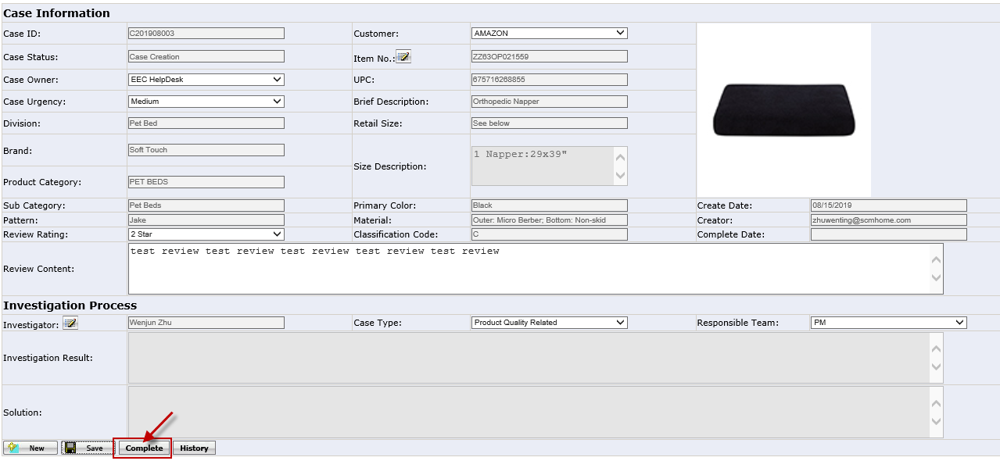 Case Information
Case ID: C201908003 Customer: AMAZON
Case Status: Case Creation Item No.: ZZ63OP021559
Case Owner: EEC HelpDesk UPC: 675716268855
Case Urgency: Medium Brief Description: Orthopedic Napper
Division: Pet Bed Retail Size: See below
Brand: Soft Touch
Size Description: 1 Napper:29x39"
Product Category: PET BEDS
Sub Category: Pet Beds Primary Color: Black Create Date: 08/15/2019
Pattern: Jake Material: Outer: Micro Berber; Bottom: Non-skid Creator: zhuwenting@scmhome.com
Review Rating: 2 Star Classification Code: C Complete Date:
Review Content: test review test review test review test review test review
Investigation Process
Investigator: Wenjun Zhu Case Type: Product Quality Related Responsible Team: PM
Investigation Result:
Solution:
New Save Complete History